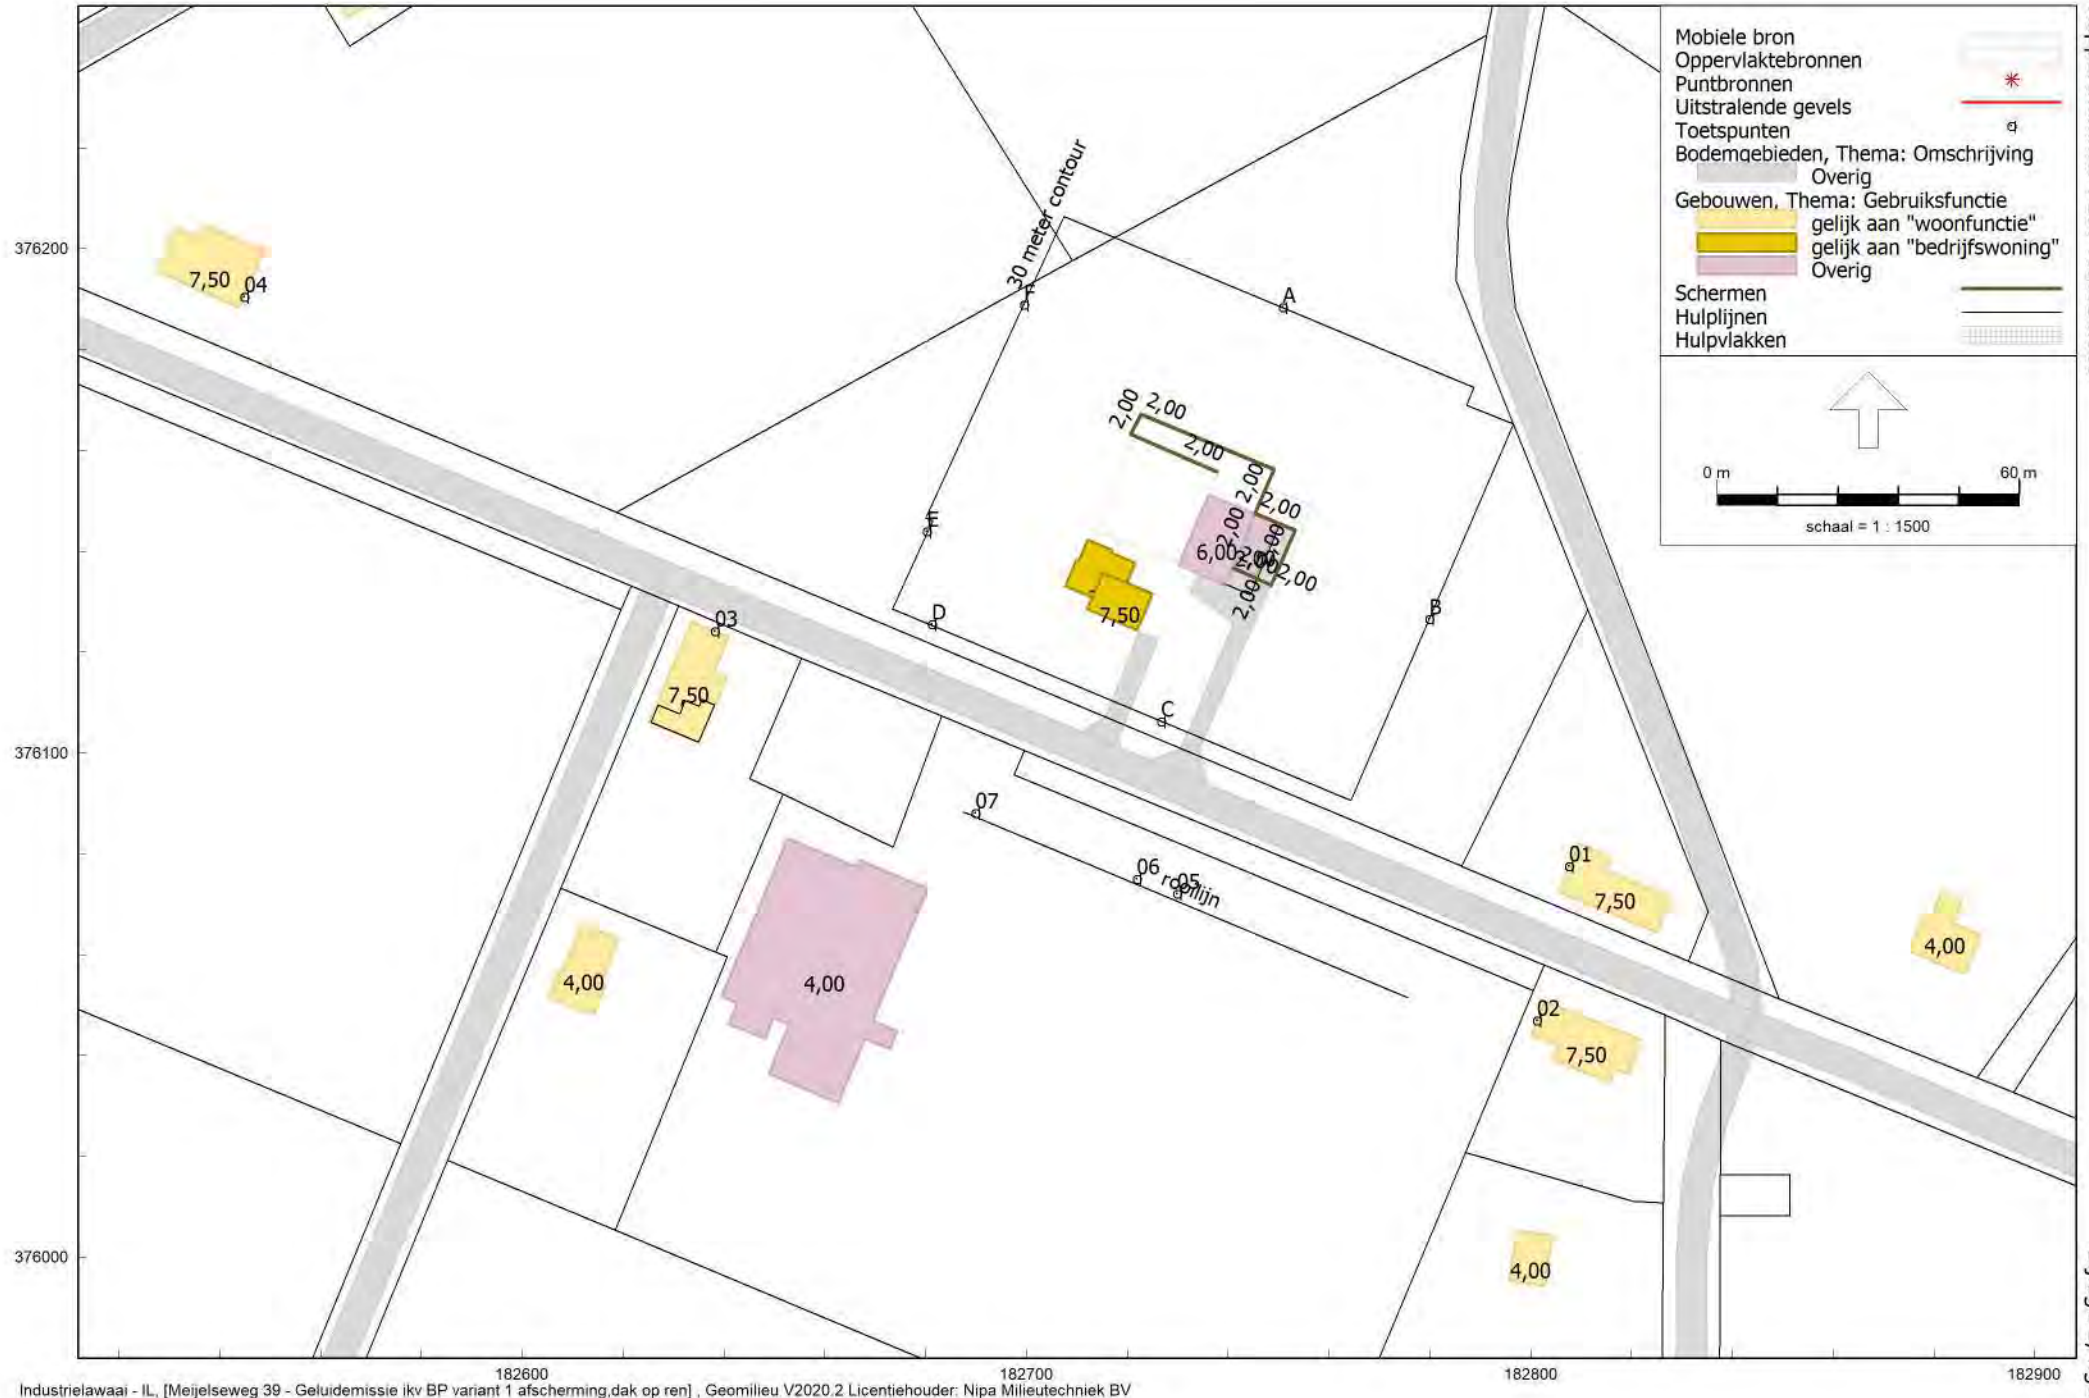 Mobiele bron
Oppervlaktebronnen
Puntbronnen
Uitstralende gevels
Toetspunten
Bodemgebieden, Thema: Omschrijving
Overig
Gebouwen, Thema: Gebruiksfunctie
gelijk aan "woonfunctie"
gelijk aan "bedrijfswoning"
Overig
Schermen
Hulplijnen
Hulpvlakken
0 m
60 m
schaal = 1 : 1500
30 meter contour
F
A
376200
7,50
04
2,00
2,00
2,00
2,00
2,00
2,00
2,00
6,00
2,00
2,00
2,00
E
D
B
7,50
03
7,50
C
376100
07
06
05
rooilijn
01
7,50
4,00
4,00
4,00
02
7,50
376000
4,00
182600
182700
182800
182900
Industrielawaai - IL, [Meijelseweg 39 - Geluidemissie ikv BP variant 1 afscherming,dak op ren] , Geomilieu V2020.2 Licentiehouder: Nipa Milieutechniek BV